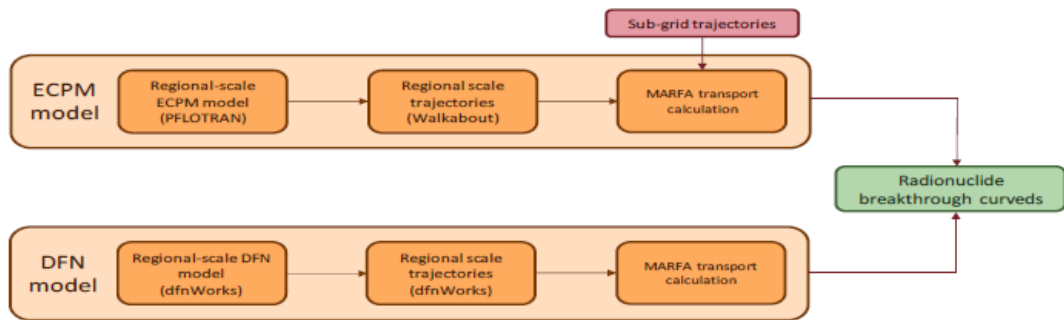 Sub-grid trajectories
ECPM
model
Regional-scale
ECPM model
(PFLOTRAN)
Regional scale
trajectories
(Walkabout)
MARFA transport
calculation
Radionuclide
breakthrough curveds
DFN
model
Regional-scale DFN
model
(dfnWorks)
Regional scale
trajectories
(dfnWorks)
MARFA transport
calculation